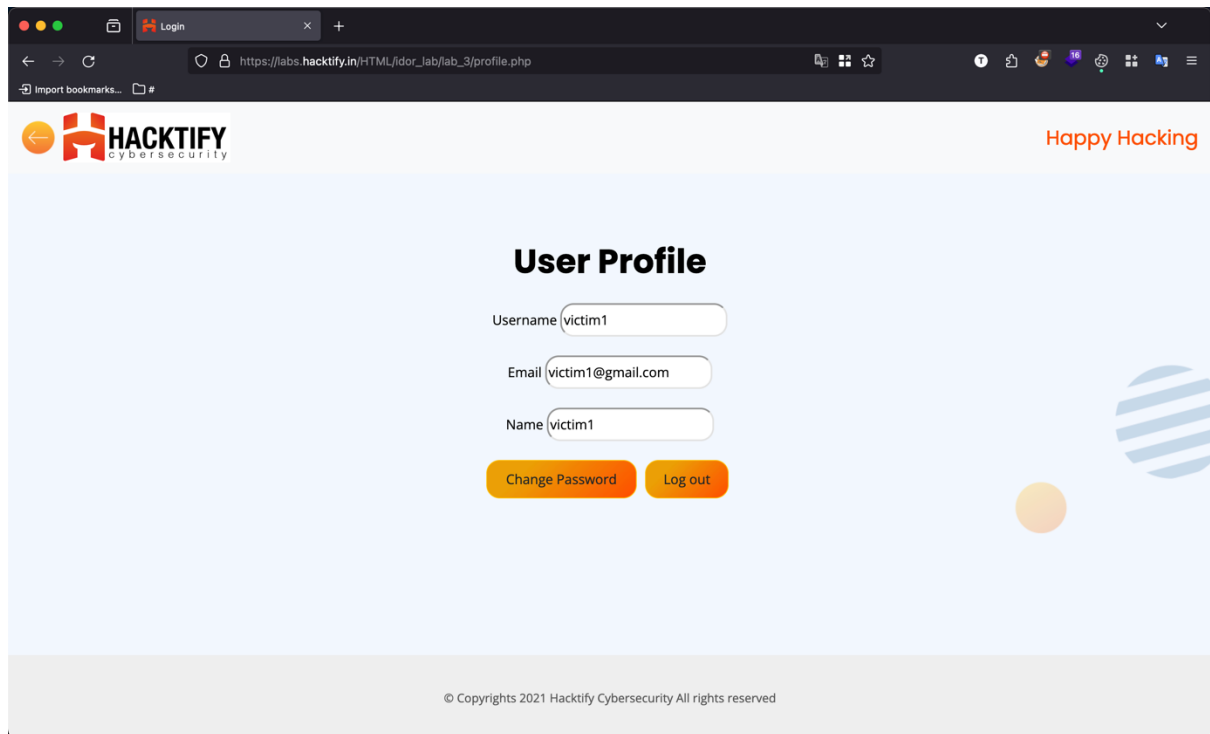 Login
https://labs.hacktify.in/HTML/idor_lab/lab_3/profile.php
16
Import bookmarks... #
HACKTIFY
cybersecurity
Happy Hacking
User Profile
Username victim1
Email victim1@gmail.com
Name victim1
Change Password Log out
© Copyrights 2021 Hacktify Cybersecurity All rights reserved